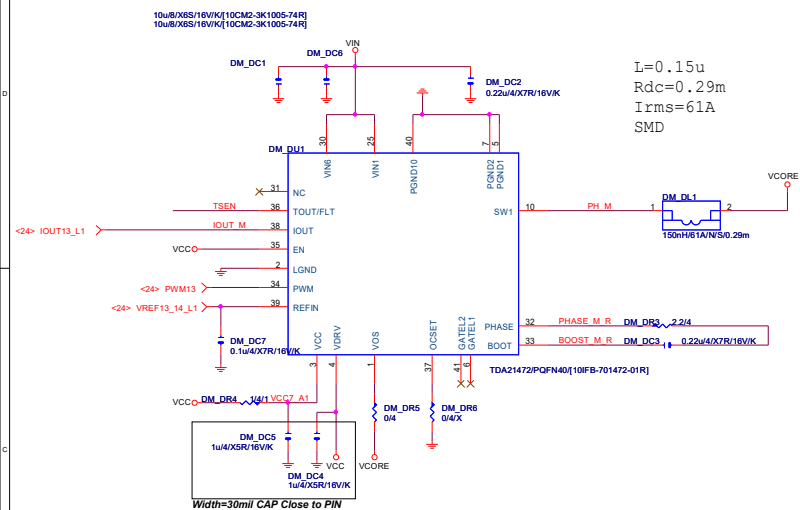 10u/8/X6S/16V/K/[10CM2-3K1005-74R]
10u/8/X6S/16V/K/[10CM2-3K1005-74R]
VIN
DM_DC1
DM_DC6
DM_DC2
0.22u/4/X7R/16V/K
L=0.15u
Rdc=0.29m
Irms=61A
SMD
D
DM_DU1
30
25
40
7
5
VIN6
VIN1
PGND10
PGND2
PGND1
31
NC
TSEN
36
TOUT/FLT
<24> IOUT13_L1
IOUT_M
38
IOUT
VCC
35
EN
2
LGND
<24> PWM13
34
PWM
<24> VREF13_14_L1
39
REFIN
SW1
10
PH_M
1
DM_DL1
2
150nH/61A/N/S/0.29m
VCORE
PHASE
32
PHASE_M_R
DM_DR3
2.2/4
BOOT
33
BOOST_M_R
DM_DC3
0.22u/4/X7R/16V/K
DM_DC7
0.1u/4/X7R/16V/K
VCC
VDRV
VOS
OCSET
GATEL2
GATEL1
3
4
1
37
41
6
TDA21472/PQFN40/[10IFB-701472-01R]
VCC
DM_DR4
1/4/1
VCC7_A1
DM_DR5
0/4
DM_DR6
0/4/X
DM_DC5
1u/4/X5R/16V/K
DM_DC4
1u/4/X5R/16V/K
VCC
VCORE
C
Width=30mil CAP Close to PIN